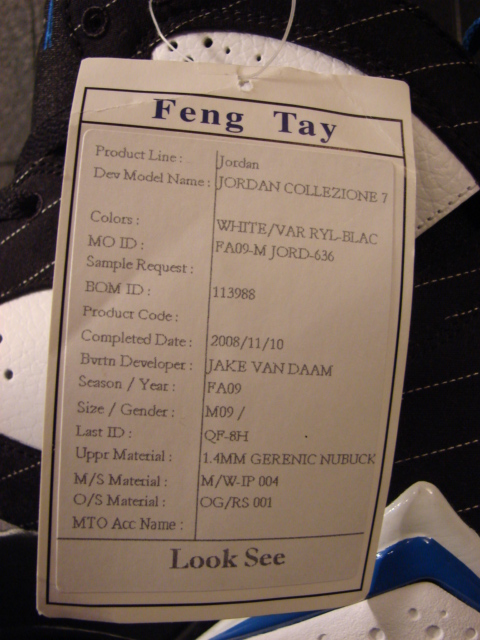 Feng Tay
Product Line : Jordan
Dev Model Name : JORDAN COLLEZIONE 7
Colors : WHITE/VAR RYL-BLAC
MO ID : FA09-M JORD-636
Sample Request :
BOM ID : 113988
Product Code :
Completed Date : 2008/11/10
Bvrtn Developer : JAKE VAN DAAM
Season / Year : FA09
Size / Gender : M09 /
Last ID : QF-8H
Uppr Material : 1.4MM GERENIC NUBUCK
M/S Material : M/W-IP 004
O/S Material : OG/RS 001
MTO Acc Name :
Look See